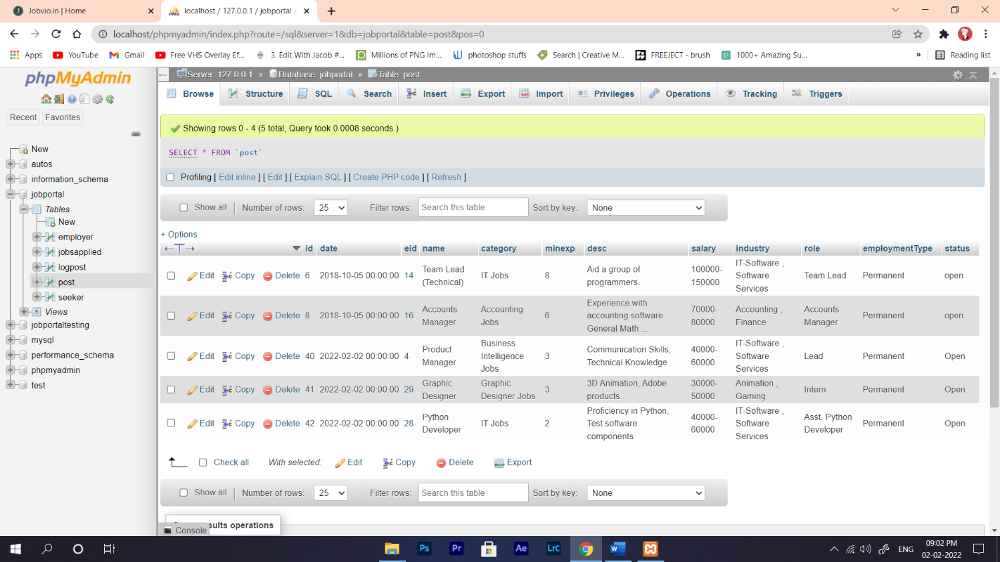 Jobvio.in | Home
localhost / 127.0.0.1 / jobportal /
localhost/phpmyadmin/index.php?route=/sql&server=1&db=jobportal&table=post&pos=0
Apps YouTube Gmail Free VHS Overlay Ef... 3. Edit With Jacob #... Millions of PNG Im... photoshop stuffs Search | Creative M... FREEJECT - brush 1000+ Amazing Su... » Reading list
phpMyAdmin
Recent Favorites
New
autos
information_schema
jobportal
Tables
New
employer
jobsapplied
logpost
post
seeker
Views
jobportaltesting
mysql
performance_schema
phpmyadmin
test
Server: 127.0.0.1 » Database: jobportal » Table: post
Browse Structure SQL Search Insert Export Import Privileges Operations Tracking Triggers
Showing rows 0 - 4 (5 total, Query took 0.0008 seconds.)
SELECT * FROM `post`
Profiling [ Edit inline ] [ Edit ] [ Explain SQL ] [ Create PHP code ] [ Refresh ]
Show all Number of rows: 25 Filter rows: Search this table Sort by key: None
+ Options
id date eid name category minexp desc salary industry role employmentType status
Edit Copy Delete 6 2018-10-05 00:00:00 14 Team Lead (Technical) IT Jobs 8 Aid a group of programmers. 100000-150000 IT-Software , Software Services Team Lead Permanent open
Edit Copy Delete 8 2018-10-05 00:00:00 16 Accounts Manager Accounting Jobs 6 Experience with accounting software. General Math ... 70000-80000 Accounting , Finance Accounts Manager Permanent open
Edit Copy Delete 40 2022-02-02 00:00:00 4 Product Manager Business Intelligence Jobs 3 Communication Skills, Technical Knowledge 40000-60000 IT-Software , Software Services Lead Permanent Open
Edit Copy Delete 41 2022-02-02 00:00:00 29 Graphic Designer Graphic Designer Jobs 3 3D Animation, Adobe products. 30000-50000 Animation , Gaming Intern Permanent Open
Edit Copy Delete 42 2022-02-02 00:00:00 28 Python Developer IT Jobs 2 Proficiency in Python, Test software components 40000-60000 IT-Software , Software Services Asst. Python Developer Permanent Open
Check all With selected: Edit Copy Delete Export
Show all Number of rows: 25 Filter rows: Search this table Sort by key: None
operations
Console
Ps Pr Ae LrC
ENG
09:02 PM
02-02-2022